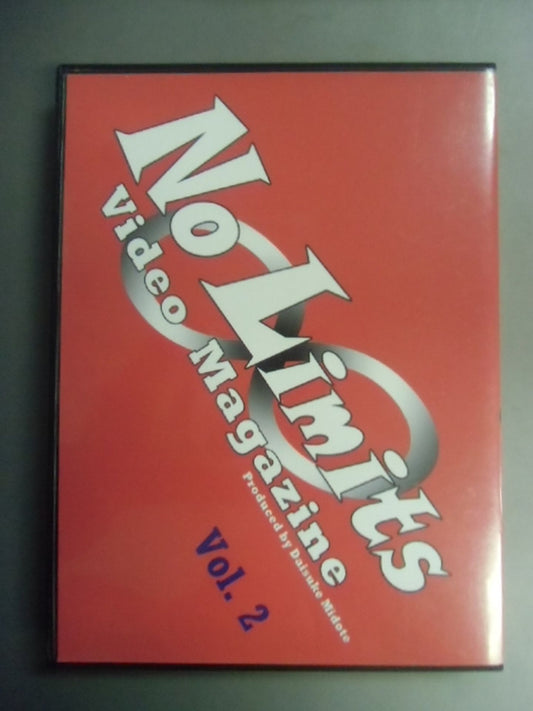 No Limits
Video Magazine
Produced by Daisuke Midote
Vol. 2